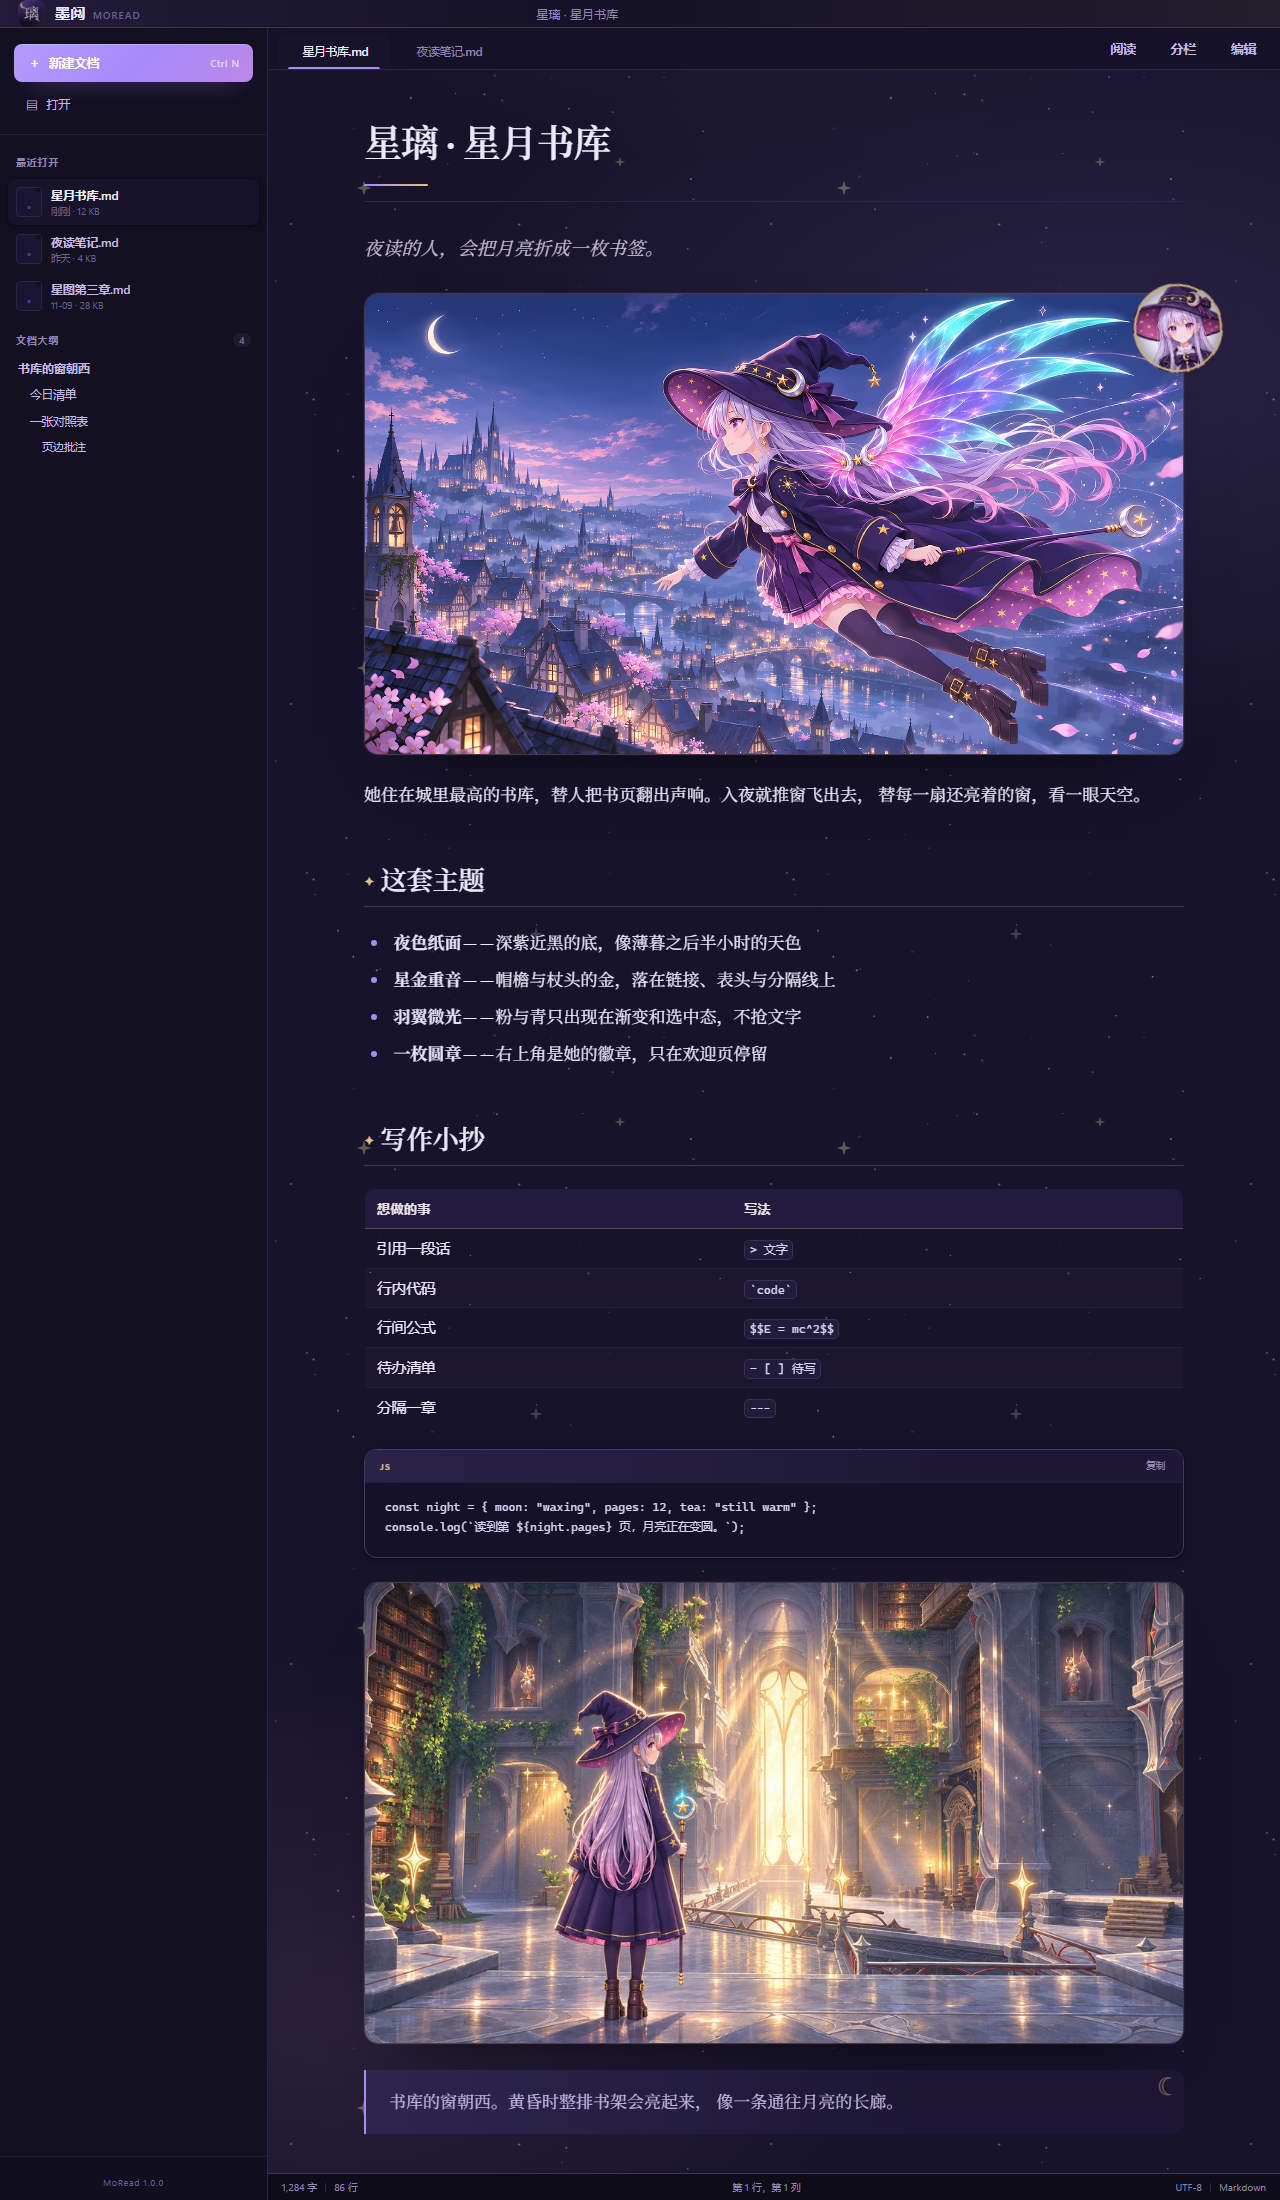 璃 墨阅 MOREAD
星璃 · 星月书库
+ 新建文档 Ctrl N
打开
最近打开
星月书库.md
刚刚 · 12 KB
夜读笔记.md
昨天 · 4 KB
星图第三章.md
11-09 · 28 KB
文档大纲 4
书库的窗朝西
今日清单
一张对照表
页边批注
MoRead 1.0.0
星月书库.md 夜读笔记.md 阅读 分栏 编辑
星璃 · 星月书库
夜读的人，会把月亮折成一枚书签。
她住在城里最高的书库，替人把书页翻出声响。入夜就推窗飞出去， 替每一扇还亮着的窗，看一眼天空。
这套主题
夜色纸面——深紫近黑的底，像薄暮之后半小时的天色
星金重音——帽檐与杖头的金，落在链接、表头与分隔线上
羽翼微光——粉与青只出现在渐变和选中态，不抢文字
一枚圆章——右上角是她的徽章，只在欢迎页停留
写作小抄
想做的事 写法
引用一段话 > 文字
行内代码 `code`
行间公式 $$E = mc^2$$
待办清单 - [ ] 待写
分隔一章 ---
JS 复制
const night = { moon: "waxing", pages: 12, tea: "still warm" };
console.log(`读到第 ${night.pages} 页，月亮正在变圆。`);
书库的窗朝西。黄昏时整排书架会亮起来， 像一条通往月亮的长廊。
1,284 字 86 行 第 1 行，第 1 列 UTF-8 Markdown